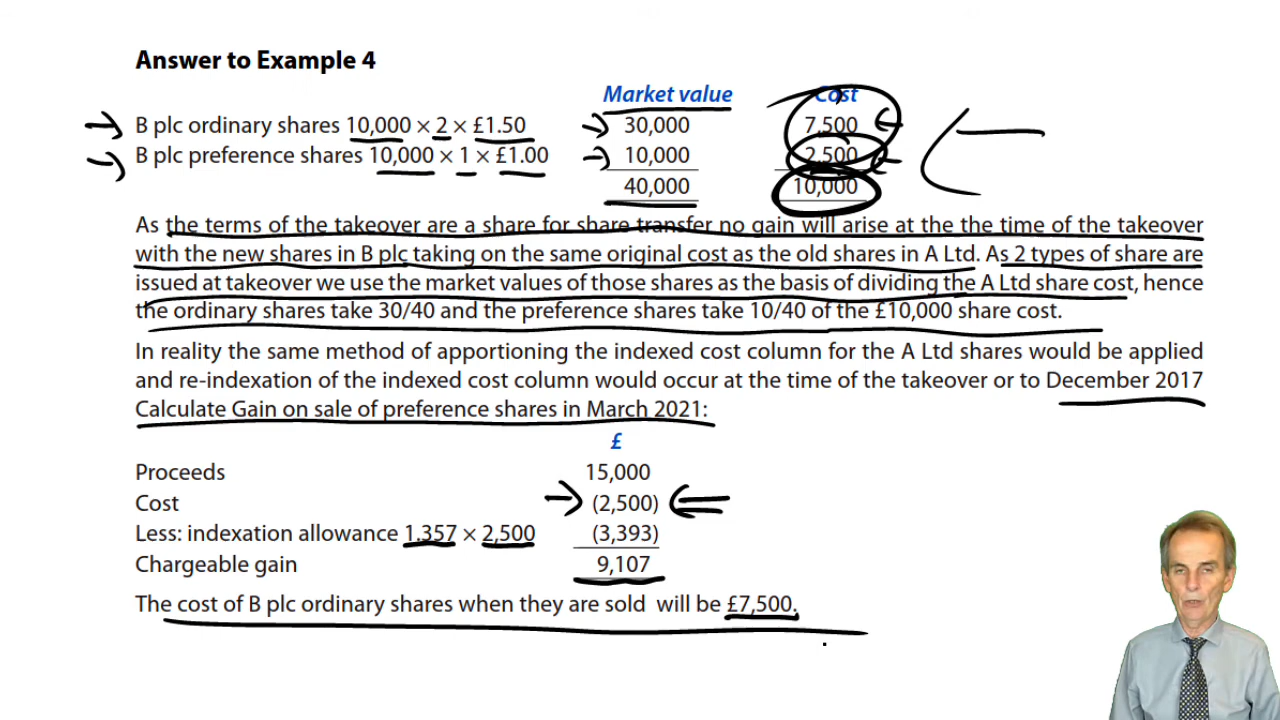 Answer to Example 4
Market value Cost
B plc ordinary shares 10,000 × 2 × £1.50 30,000 7,500
B plc preference shares 10,000 × 1 × £1.00 10,000 2,500
40,000 10,000
As the terms of the takeover are a share for share transfer no gain will arise at the the time of the takeover
with the new shares in B plc taking on the same original cost as the old shares in A Ltd. As 2 types of share are
issued at takeover we use the market values of those shares as the basis of dividing the A Ltd share cost, hence
the ordinary shares take 30/40 and the preference shares take 10/40 of the £10,000 share cost.
In reality the same method of apportioning the indexed cost column for the A Ltd shares would be applied
and re-indexation of the indexed cost column would occur at the time of the takeover or to December 2017
Calculate Gain on sale of preference shares in March 2021:
£
Proceeds 15,000
Cost (2,500)
Less: indexation allowance 1.357 × 2,500 (3,393)
Chargeable gain 9,107
The cost of B plc ordinary shares when they are sold will be £7,500.